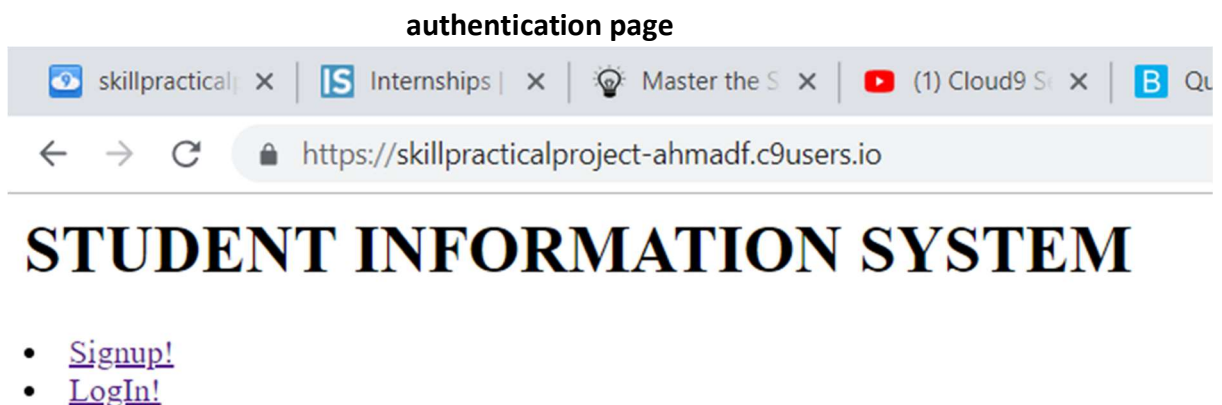 authentication page
skillpractical
Internships
Master the S
(1) Cloud9 Se
Qu
https://skillpracticalproject-ahmadf.c9users.io
STUDENT INFORMATION SYSTEM
• Signup!
• LogIn!